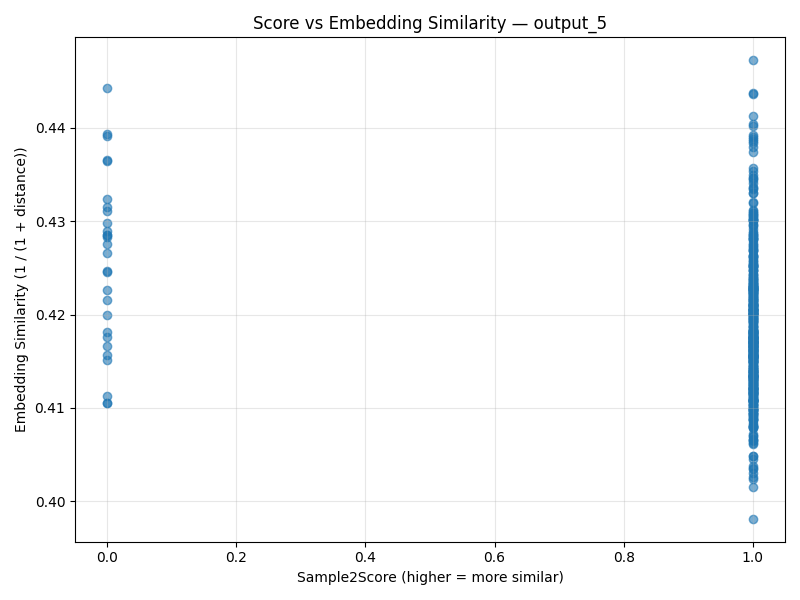 Score vs Embedding Similarity — output_5
Embedding Similarity (1 / (1 + distance))
0.44
0.43
0.42
0.41
0.40
0.0 0.2 0.4 0.6 0.8 1.0
Sample2Score (higher = more similar)